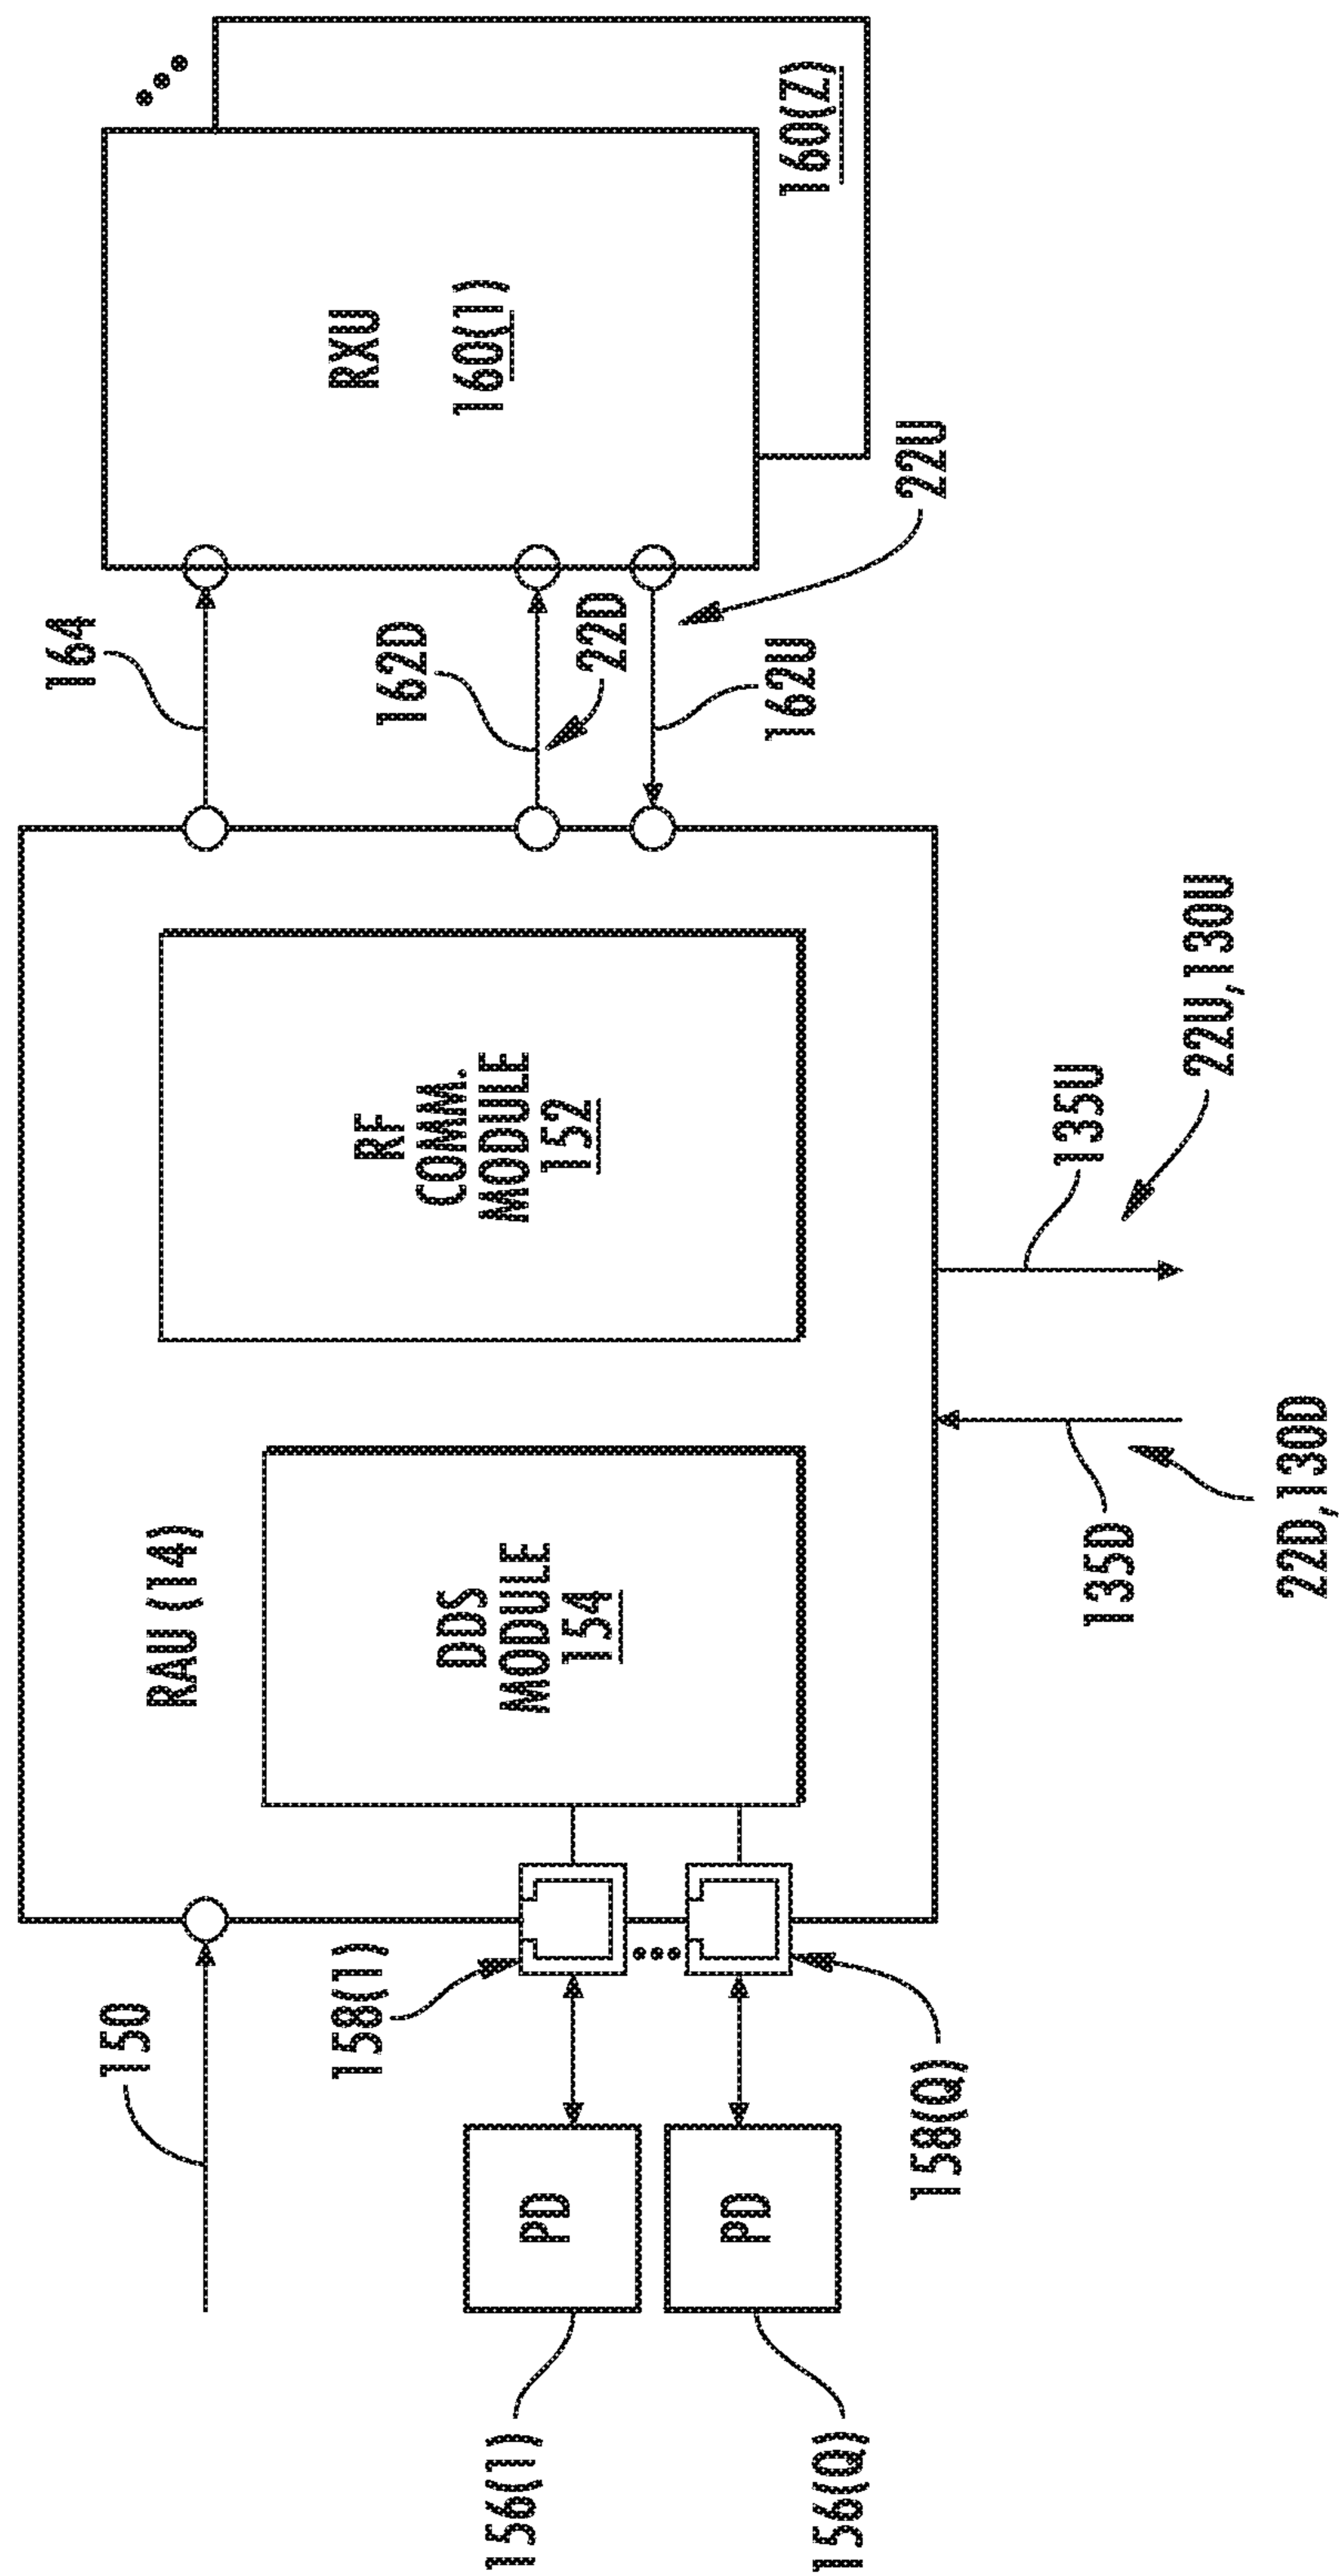 150
RAU (14)
164
158(1)
DDS
MODULE
154
RF
COMM.
MODULE
152
162D
22D
RXU
160(1)
156(1)
PD
156(Q)
PD
158(Q)
162U
22U
160(Z)
135D
22D,130D
135U
22U,130U